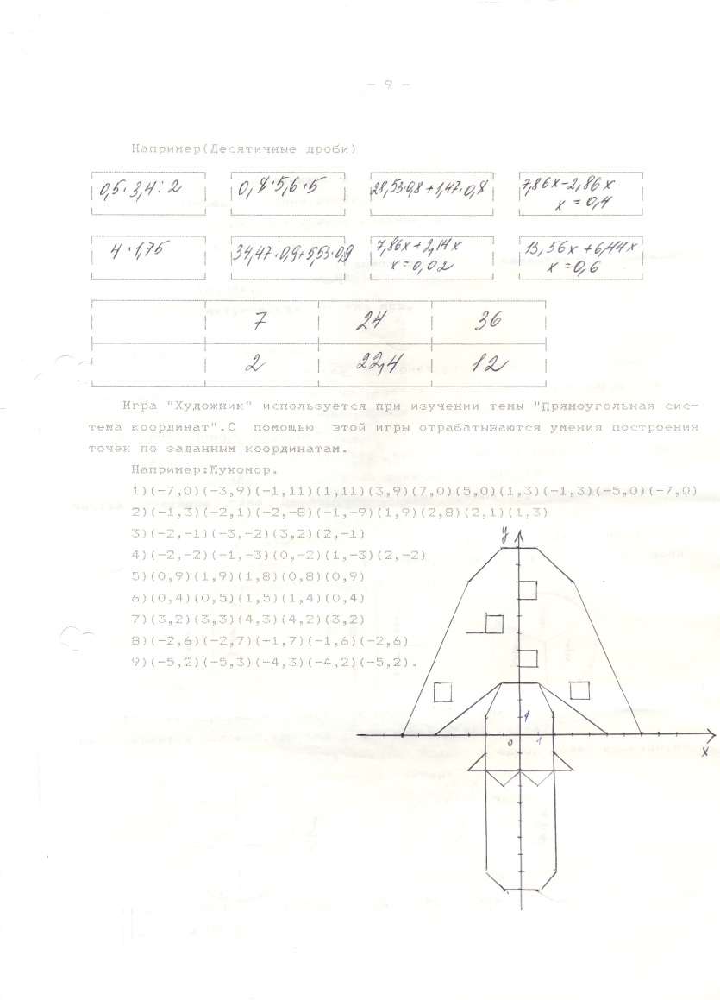 - 9 -
Например(Десятичные дроби)
0,5·3,4:2
0,8·5,6·5
28,53·0,8+1,47·0,8
7,86x-2,86x
x=0,4
4·1,75
34,47·0,9+5,53·0,9
7,86x+2,14x
x=0,02
13,56x+6,44x
x=0,6
7 24 36
2 22,4 12
Игра "Художник" используется при изучении темы "Прямоугольная сис-
тема координат".С помощью этой игры отрабатываются умения построения
точек по заданным координатам.
Например:Мухомор.
1)(-7,0)(-3,9)(-1,11)(1,11)(3,9)(7,0)(5,0)(1,3)(-1,3)(-5,0)(-7,0)
2)(-1,3)(-2,1)(-2,-8)(-1,-9)(1,9)(2,8)(2,1)(1,3)
3)(-2,-1)(-3,-2)(3,2)(2,-1)
4)(-2,-2)(-1,-3)(0,-2)(1,-3)(2,-2)
5)(0,9)(1,9)(1,8)(0,8)(0,9)
6)(0,4)(0,5)(1,5)(1,4)(0,4)
7)(3,2)(3,3)(4,3)(4,2)(3,2)
8)(-2,6)(-2,7)(-1,7)(-1,6)(-2,6)
9)(-5,2)(-5,3)(-4,3)(-4,2)(-5,2).
y
1
0 1
x